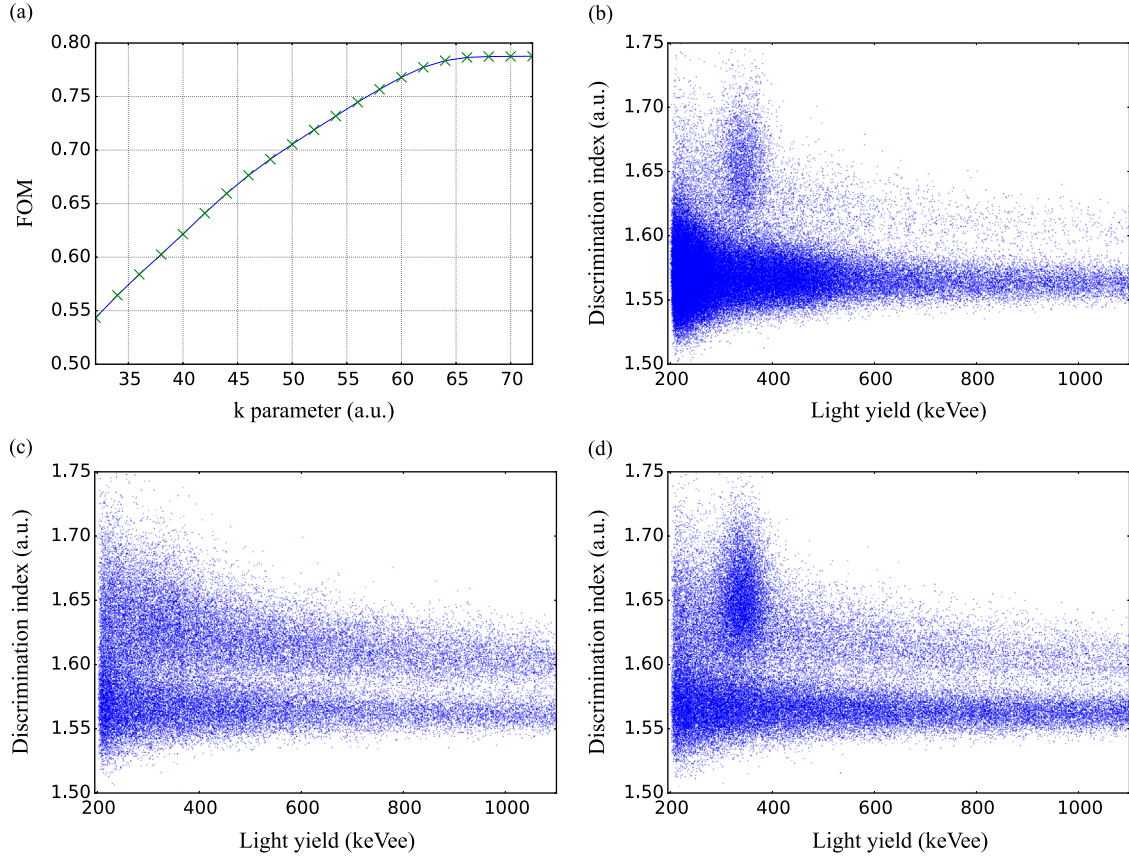 (a)
0.80
0.75
0.70
0.65
0.60
0.55
0.50
FOM
35 40 45 50 55 60 65 70
k parameter (a.u.)
(b)
1.75
1.70
1.65
1.60
1.55
1.50
Discrimination index (a.u.)
200 400 600 800 1000
Light yield (keVee)
(c)
1.75
1.70
1.65
1.60
1.55
1.50
Discrimination index (a.u.)
200 400 600 800 1000
Light yield (keVee)
(d)
1.75
1.70
1.65
1.60
1.55
1.50
Discrimination index (a.u.)
200 400 600 800 1000
Light yield (keVee)